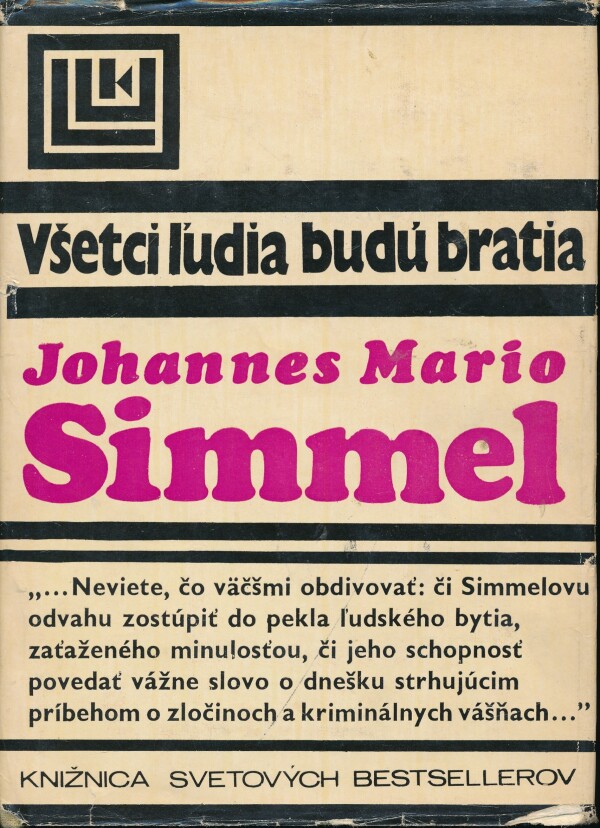 Všetci ľudia budú bratia
Johannes Mario
Simmel
„...Neviete, čo väčšmi obdivovať: či Simmelovu
odvahu zostúpiť do pekla ľudského bytia,
zaťaženého minulosťou, či jeho schopnosť
povedať vážne slovo o dnešku strhujúcim
príbehom o zločinoch a kriminálnych vášňach...”
KNIŽNICA SVETOVÝCH BESTSELLEROV